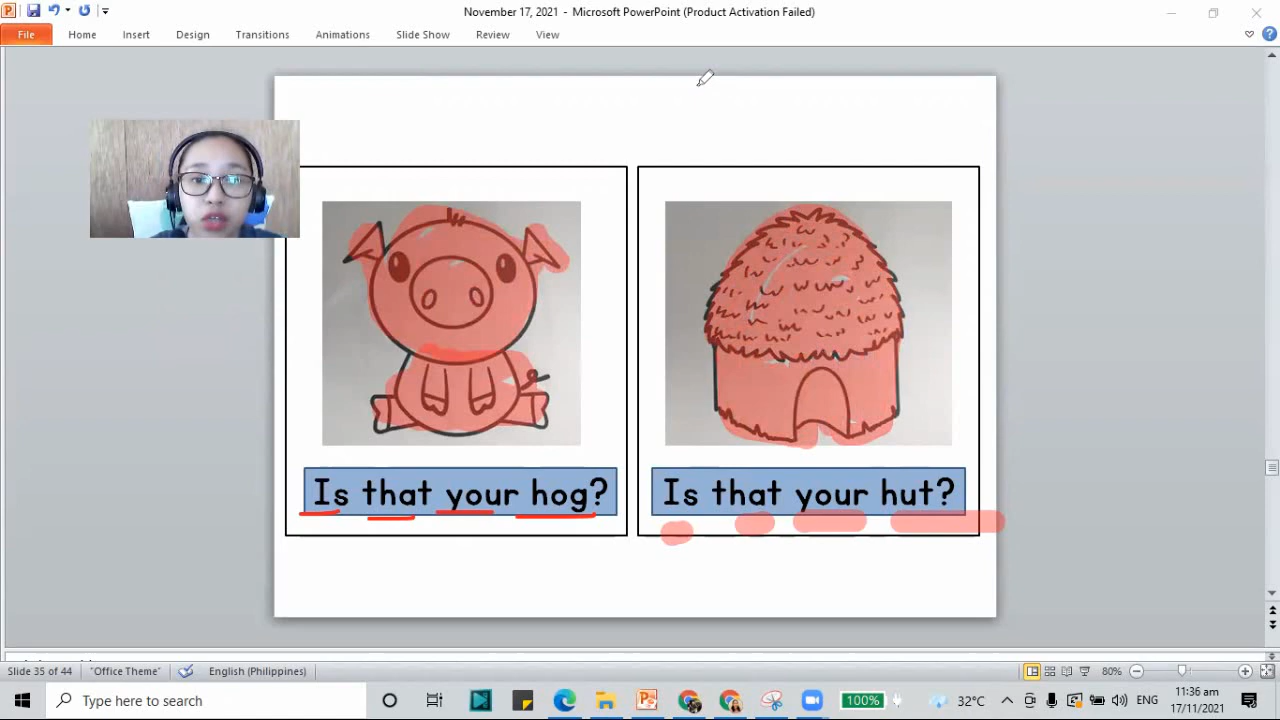 November 17, 2021 - Microsoft PowerPoint (Product Activation Failed)
File Home Insert Design Transitions Animations Slide Show Review View
Is that your hog?
Is that your hut?
Slide 35 of 44 "Office Theme" English (Philippines) 80%
Type here to search 100% 32°C ENG
11:36 am
17/11/2021